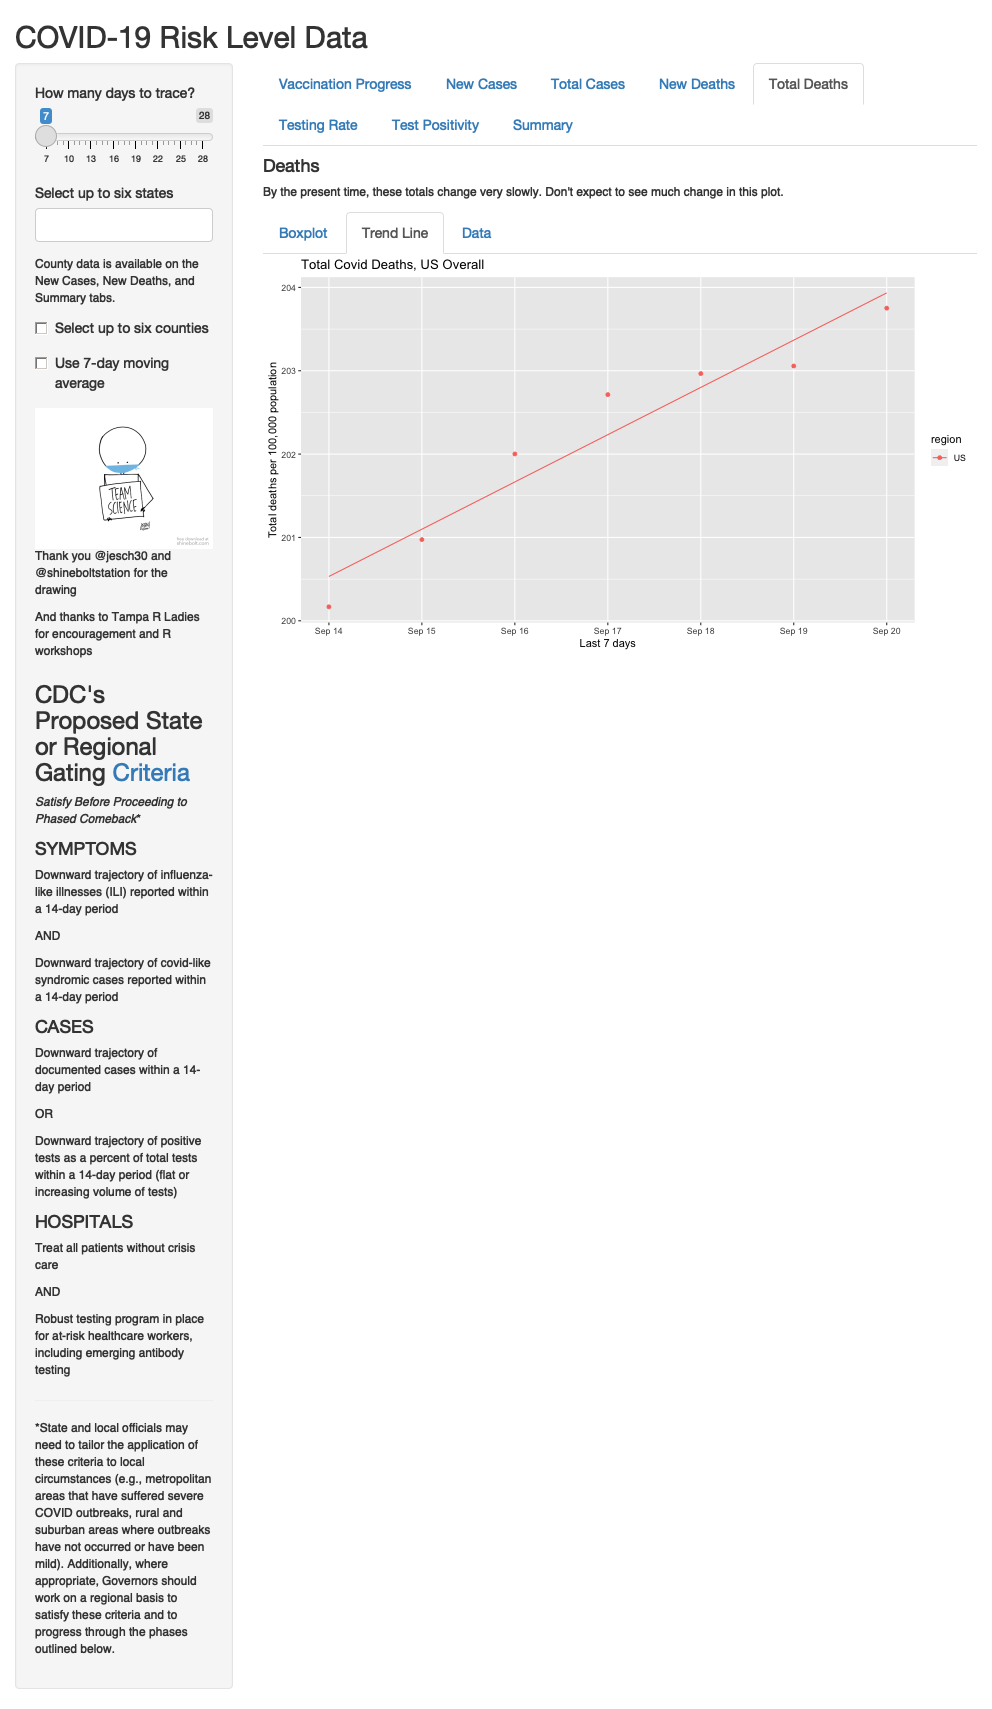 COVID-19 Risk Level Data
How many days to trace?
7
28
7 10 13 16 19 22 25 28
Select up to six states
County data is available on the
New Cases, New Deaths, and
Summary tabs.
Select up to six counties
Use 7-day moving
average
TEAM
SCIENCE
free download at
shinebolt.com
Thank you @jesch30 and
@shineboltstation for the
drawing
And thanks to Tampa R Ladies
for encouragement and R
workshops
CDC's
Proposed State
or Regional
Gating Criteria
Satisfy Before Proceeding to
Phased Comeback*
SYMPTOMS
Downward trajectory of influenza-
like illnesses (ILI) reported within
a 14-day period
AND
Downward trajectory of covid-like
syndromic cases reported within
a 14-day period
CASES
Downward trajectory of
documented cases within a 14-
day period
OR
Downward trajectory of positive
tests as a percent of total tests
within a 14-day period (flat or
increasing volume of tests)
HOSPITALS
Treat all patients without crisis
care
AND
Robust testing program in place
for at-risk healthcare workers,
including emerging antibody
testing
*State and local officials may
need to tailor the application of
these criteria to local
circumstances (e.g., metropolitan
areas that have suffered severe
COVID outbreaks, rural and
suburban areas where outbreaks
have not occurred or have been
mild). Additionally, where
appropriate, Governors should
work on a regional basis to
satisfy these criteria and to
progress through the phases
outlined below.
Vaccination Progress New Cases Total Cases New Deaths Total Deaths
Testing Rate Test Positivity Summary
Deaths
By the present time, these totals change very slowly. Don't expect to see much change in this plot.
Boxplot Trend Line Data
Total Covid Deaths, US Overall
Total deaths per 100,000 population
204
203
202
201
200
Sep 14 Sep 15 Sep 16 Sep 17 Sep 18 Sep 19 Sep 20
Last 7 days
region
US